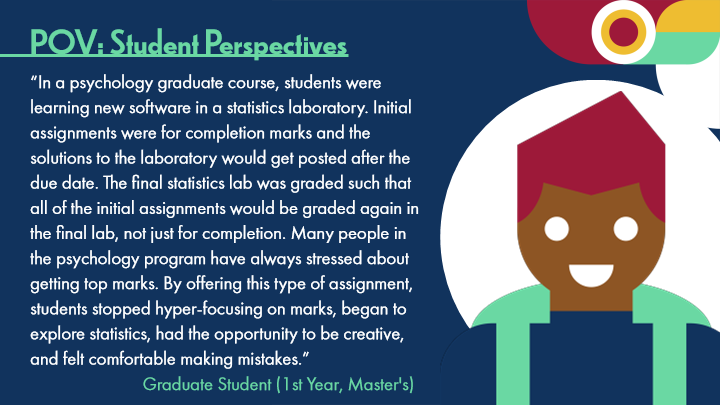 POV: Student Perspectives
“In a psychology graduate course, students were
learning new software in a statistics laboratory. Initial
assignments were for completion marks and the
solutions to the laboratory would get posted after the
due date. The final statistics lab was graded such that
all of the initial assignments would be graded again in
the final lab, not just for completion. Many people in
the psychology program have always stressed about
getting top marks. By offering this type of assignment,
students stopped hyper-focusing on marks, began to
explore statistics, had the opportunity to be creative,
and felt comfortable making mistakes.”
Graduate Student (1st Year, Master's)